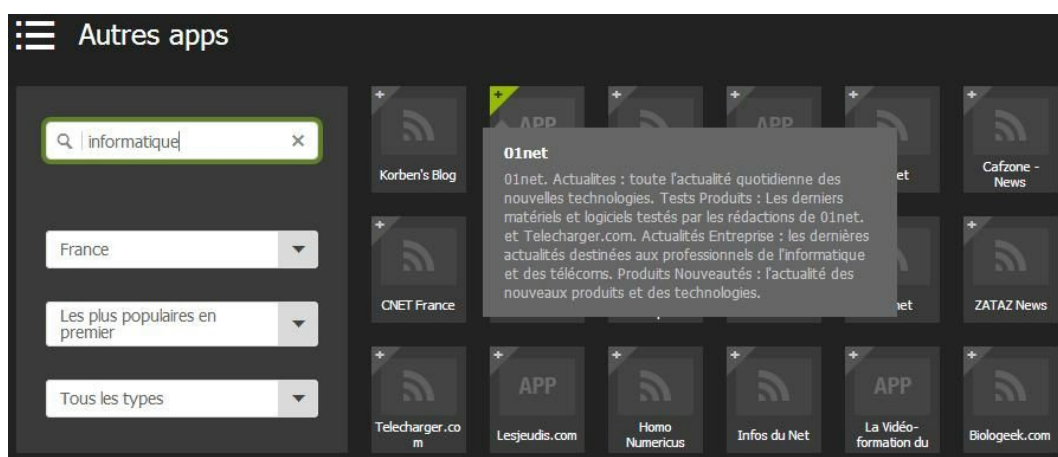 Autres apps
informatique
France
Les plus populaires en
premier
Tous les types
+
Korben's Blog
+
APP
+
+
APP
+
et
+
Cafzone -
News
01net
01net. Actualites : toute l'actualité quotidienne des
nouvelles technologies. Tests Produits : Les derniers
matériels et logiciels testés par les rédactions de 01net.
et Telecharger.com. Actualités Entreprise : les dernières
actualités destinées aux professionnels de l'informatique
et des télécoms. Produits Nouveautés : l'actualité des
nouveaux produits et des technologies.
+
CNET France
et
+
ZATAZ News
+
Telecharger.co
m
+
APP
Lesjeudis.com
+
Homo
Numericus
+
Infos du Net
+
APP
La Vidéo-
formation du
+
Biologeek.com